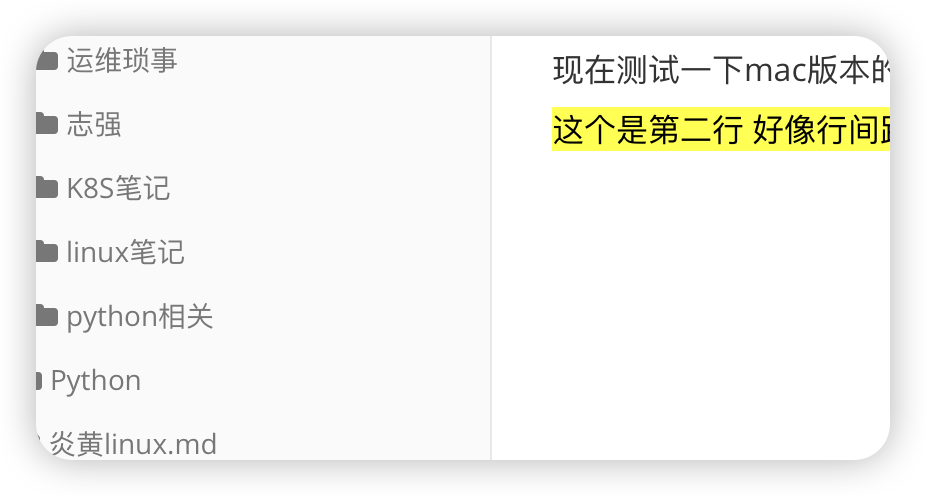 运维琐事
志强
K8S笔记
linux笔记
python相关
Python
炎黄linux.md
现在测试一下mac版本的
这个是第二行 好像行间